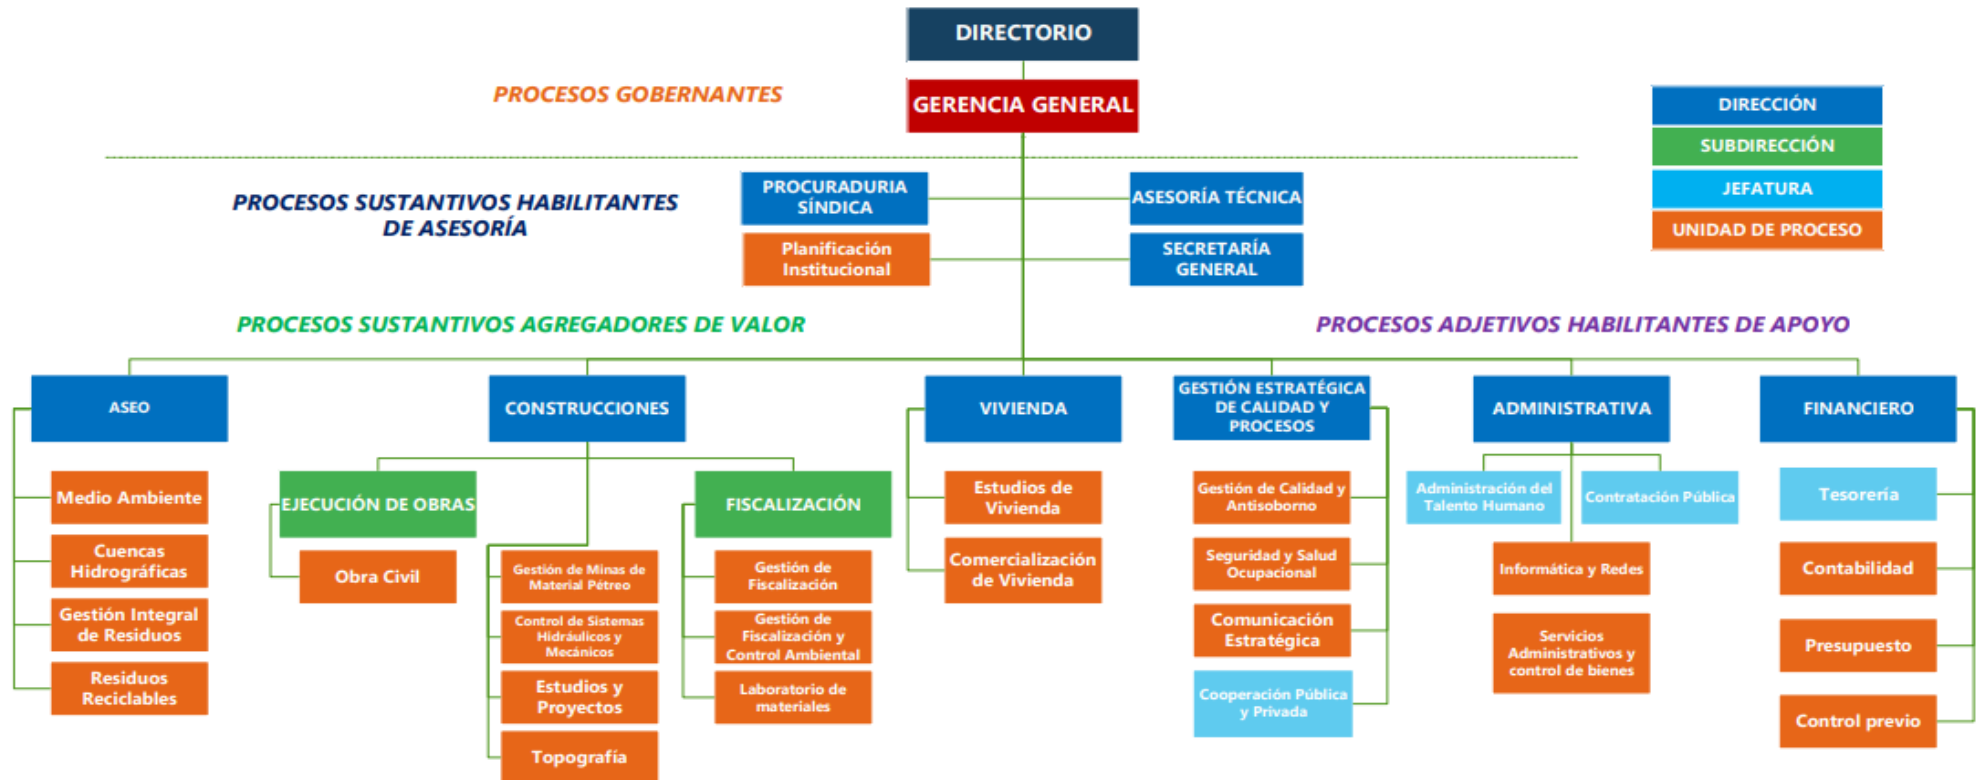 DIRECTORIO
PROCESOS GOBERNANTES
GERENCIA GENERAL
DIRECCIÓN
SUBDIRECCIÓN
JEFATURA
UNIDAD DE PROCESO
PROCESOS SUSTANTIVOS HABILITANTES
DE ASESORÍA
PROCURADURIA
SÍNDICA
ASESORÍA TÉCNICA
Planificación
Institucional
SECRETARÍA
GENERAL
PROCESOS SUSTANTIVOS AGREGADORES DE VALOR
PROCESOS ADJETIVOS HABILITANTES DE APOYO
ASEO
Medio Ambiente
Cuencas
Hidrográficas
Gestión Integral
de Residuos
Residuos
Reciclables
CONSTRUCCIONES
EJECUCIÓN DE OBRAS
Obra Civil
Gestión de Minas de
Material Pétreo
Control de Sistemas
Hidráulicos y
Mecánicos
Estudios y
Proyectos
Topografía
FISCALIZACIÓN
Gestión de
Fiscalización
Gestión de
Fiscalización y
Control Ambiental
Laboratorio de
materiales
VIVIENDA
Estudios de
Vivienda
Comercialización
de Vivienda
GESTIÓN ESTRATÉGICA
DE CALIDAD Y
PROCESOS
Gestión de Calidad y
Antisoborno
Seguridad y Salud
Ocupacional
Comunicación
Estratégica
Cooperación Pública
y Privada
ADMINISTRATIVA
Administración del
Talento Humano
Contratación Pública
Informática y Redes
Servicios
Administrativos y
control de bienes
FINANCIERO
Tesorería
Contabilidad
Presupuesto
Control previo